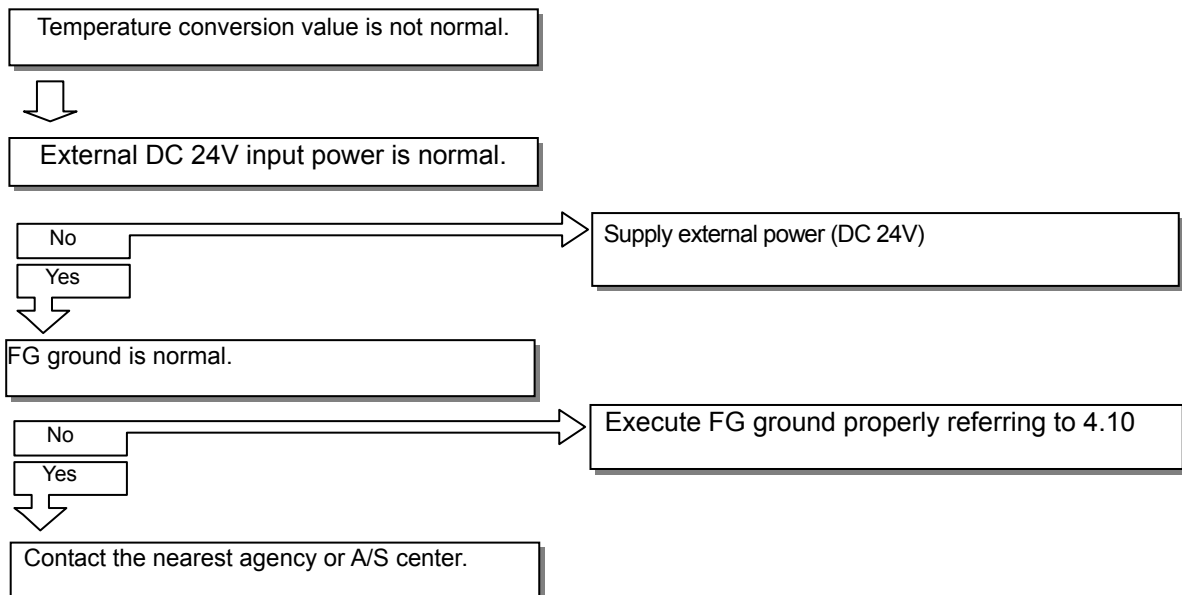 Temperature conversion value is not normal.
External DC 24V input power is normal.
No
Supply external power (DC 24V)
Yes
FG ground is normal.
No
Execute FG ground properly referring to 4.10
Yes
Contact the nearest agency or A/S center.